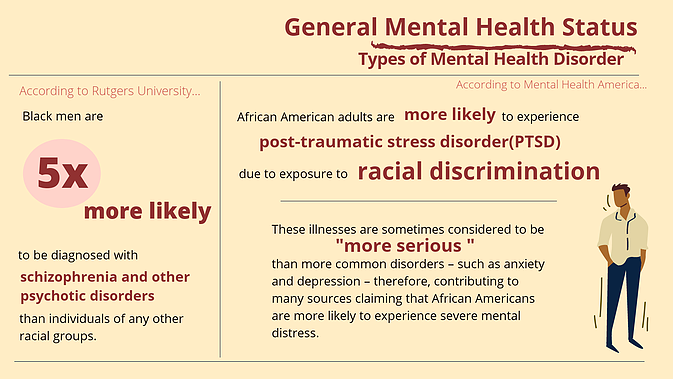 General Mental Health Status
Types of Mental Health Disorder
According to Rutgers University...
Black men are
5x
more likely
to be diagnosed with
schizophrenia and other
psychotic disorders
than individuals of any other
racial groups.
According to Mental Health America...
African American adults are more likely to experience
post-traumatic stress disorder(PTSD)
due to exposure to racial discrimination
These illnesses are sometimes considered to be
"more serious "
than more common disorders – such as anxiety
and depression – therefore, contributing to
many sources claiming that African Americans
are more likely to experience severe mental
distress.